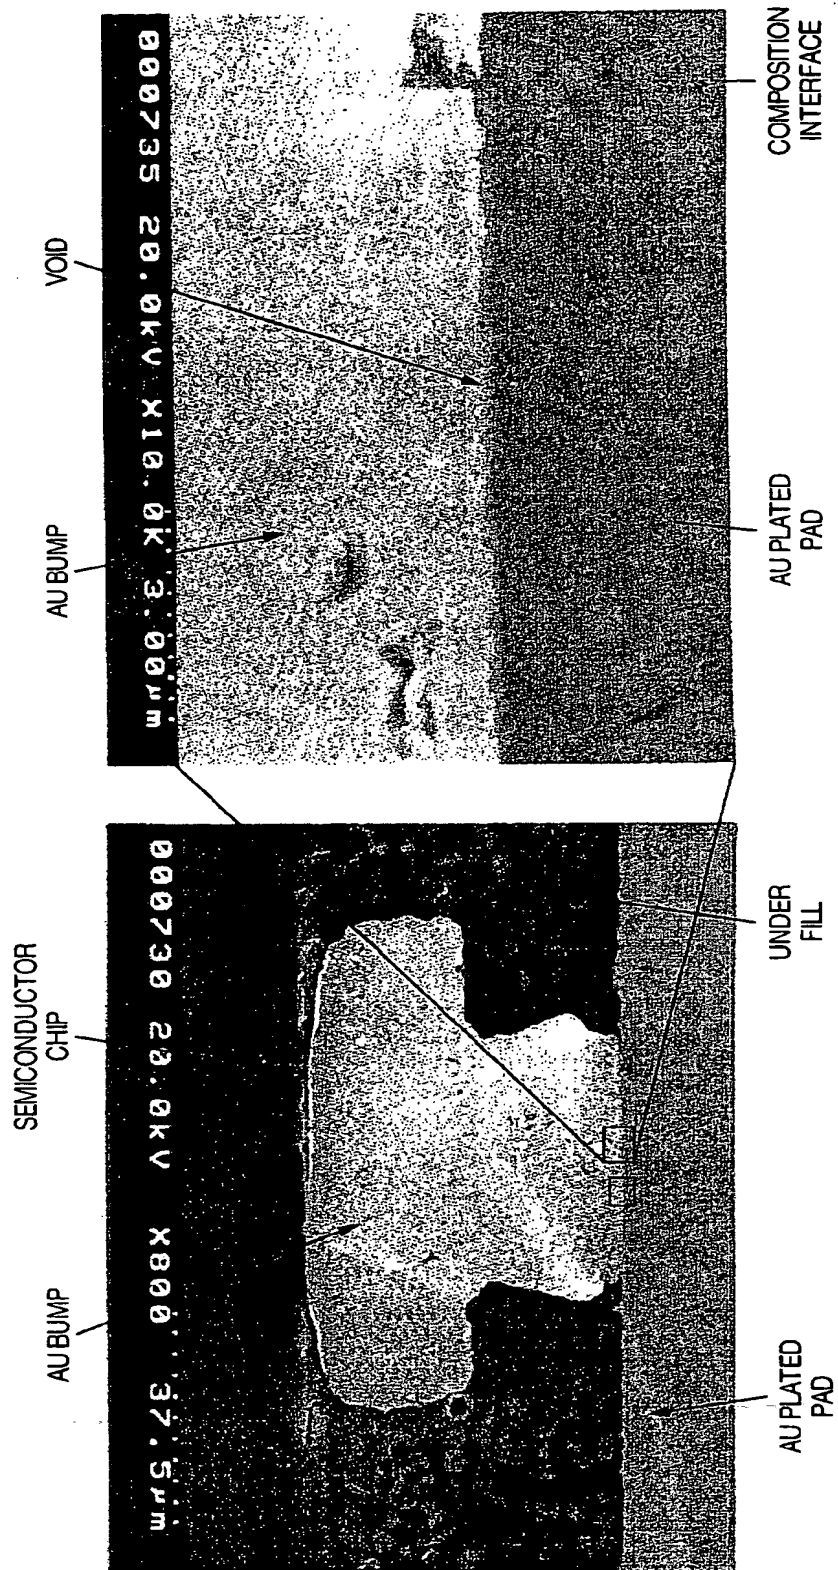 SEMICONDUCTOR
CHIP
AU BUMP
000730 20.0kV X800 37.5µm
AU PLATED
PAD
UNDER
FILL
AU BUMP
VOID
000735 20.0kV X10.0K 3.00µm
AU PLATED
PAD
COMPOSITION
INTERFACE